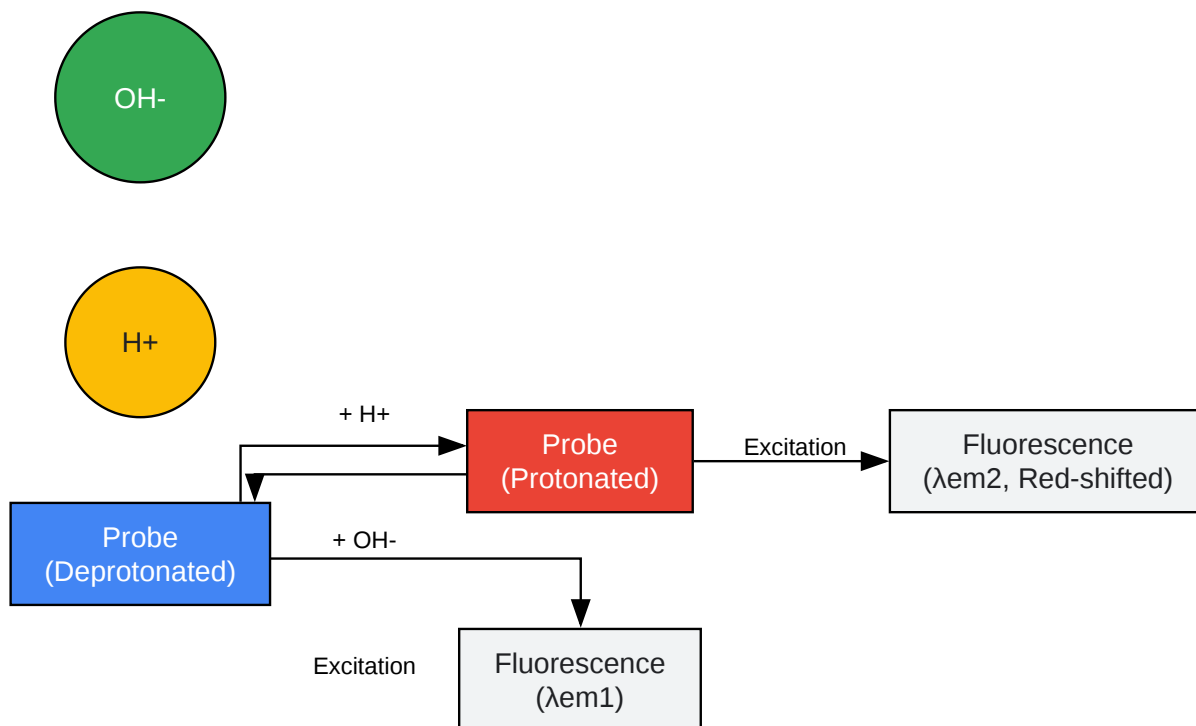 OH-
H+
+ H+
Probe
(Protonated)
Excitation
Fluorescence
(λem2, Red-shifted)
Probe
(Deprotonated)
+ OH-
Excitation
Fluorescence
(λem1)